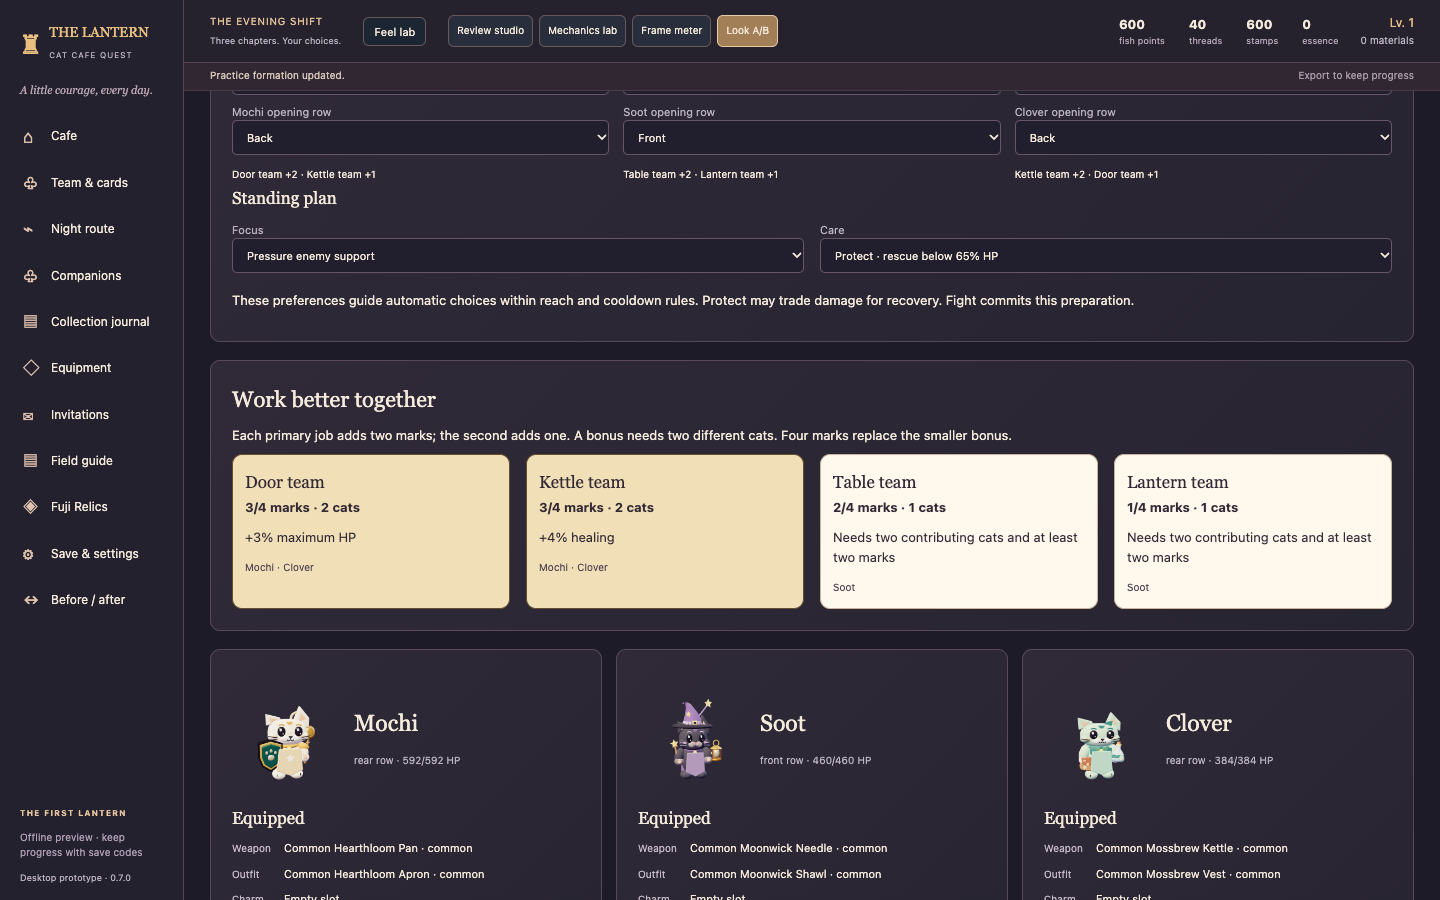 THE LANTERN
CAT CAFE QUEST
A little courage, every day.
Cafe
Team & cards
Night route
Companions
Collection journal
Equipment
Invitations
Field guide
Fuji Relics
Save & settings
Before / after
THE FIRST LANTERN
Offline preview · keep
progress with save codes
Desktop prototype · 0.7.0
THE EVENING SHIFT
Three chapters. Your choices.
Feel lab
Review studio
Mechanics lab
Frame meter
Look A/B
600
fish points
40
threads
600
stamps
0
essence
Lv. 1
0 materials
Practice formation updated.
Export to keep progress
Mochi opening row
Soot opening row
Clover opening row
Back
Front
Back
Door team +2 · Kettle team +1
Table team +2 · Lantern team +1
Kettle team +2 · Door team +1
Standing plan
Focus
Care
Pressure enemy support
Protect · rescue below 65% HP
These preferences guide automatic choices within reach and cooldown rules. Protect may trade damage for recovery. Fight commits this preparation.
Work better together
Each primary job adds two marks; the second adds one. A bonus needs two different cats. Four marks replace the smaller bonus.
Door team
3/4 marks · 2 cats
+3% maximum HP
Mochi · Clover
Kettle team
3/4 marks · 2 cats
+4% healing
Mochi · Clover
Table team
2/4 marks · 1 cats
Needs two contributing cats and at least
two marks
Soot
Lantern team
1/4 marks · 1 cats
Needs two contributing cats and at least
two marks
Soot
Mochi
rear row · 592/592 HP
Equipped
Weapon Common Hearthloom Pan · common
Outfit Common Hearthloom Apron · common
Charm Empty slot
Soot
front row · 460/460 HP
Equipped
Weapon Common Moonwick Needle · common
Outfit Common Moonwick Shawl · common
Charm Empty slot
Clover
rear row · 384/384 HP
Equipped
Weapon Common Mossbrew Kettle · common
Outfit Common Mossbrew Vest · common
Charm Empty slot